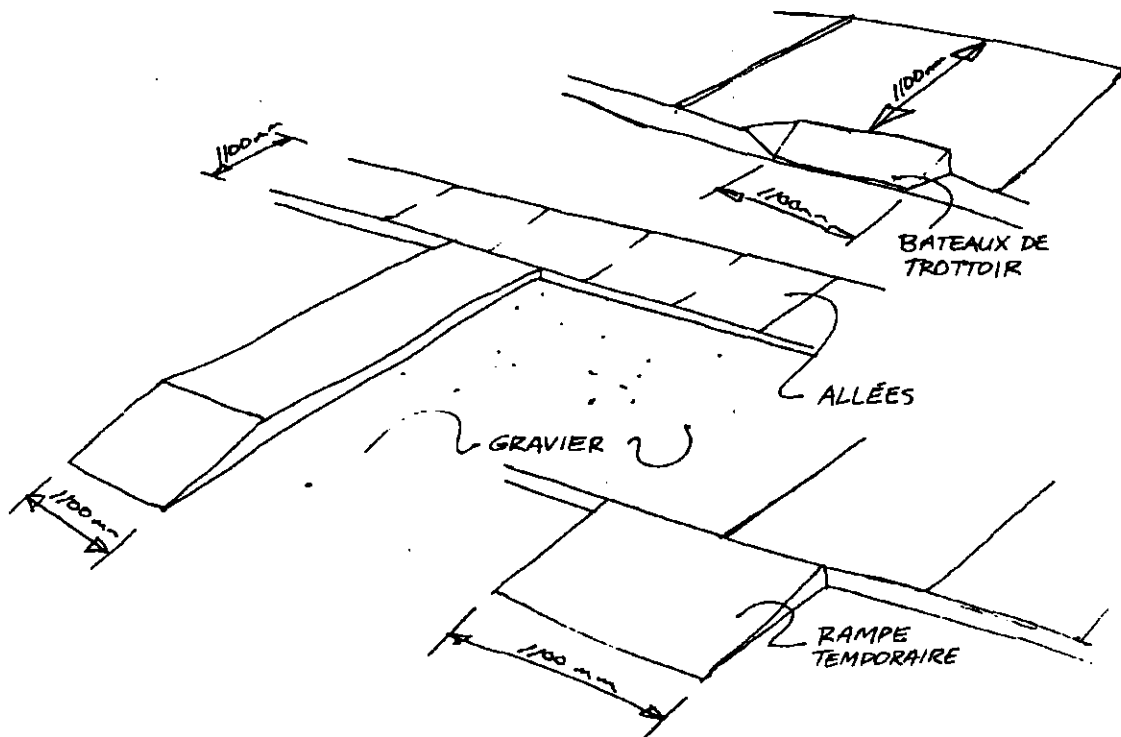 1100mm
1100mm
1100mm
BATEAUX DE
TROTTOIR
ALLÉES
GRAVIER
1100mm
1100 mm
RAMPE
TEMPORAIRE